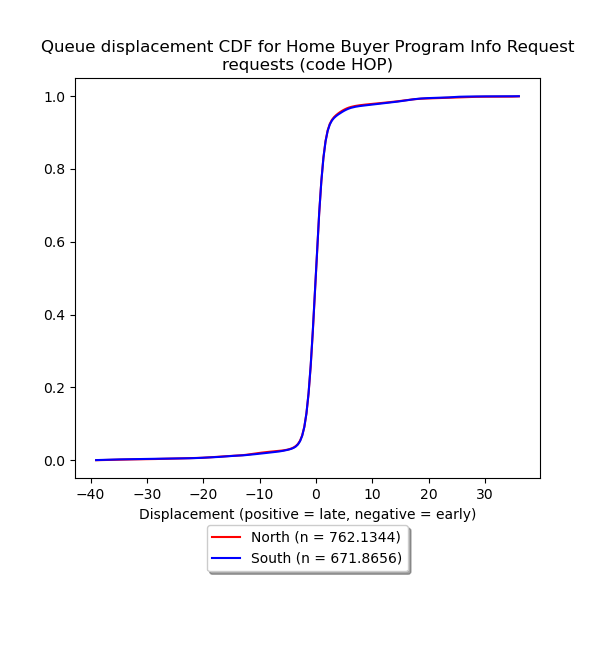 Queue displacement CDF for Home Buyer Program Info Request
requests (code HOP)
1.0
0.8
0.6
0.4
0.2
0.0
−40 −30 −20 −10 0 10 20 30
Displacement (positive = late, negative = early)
North (n = 762.1344)
South (n = 671.8656)